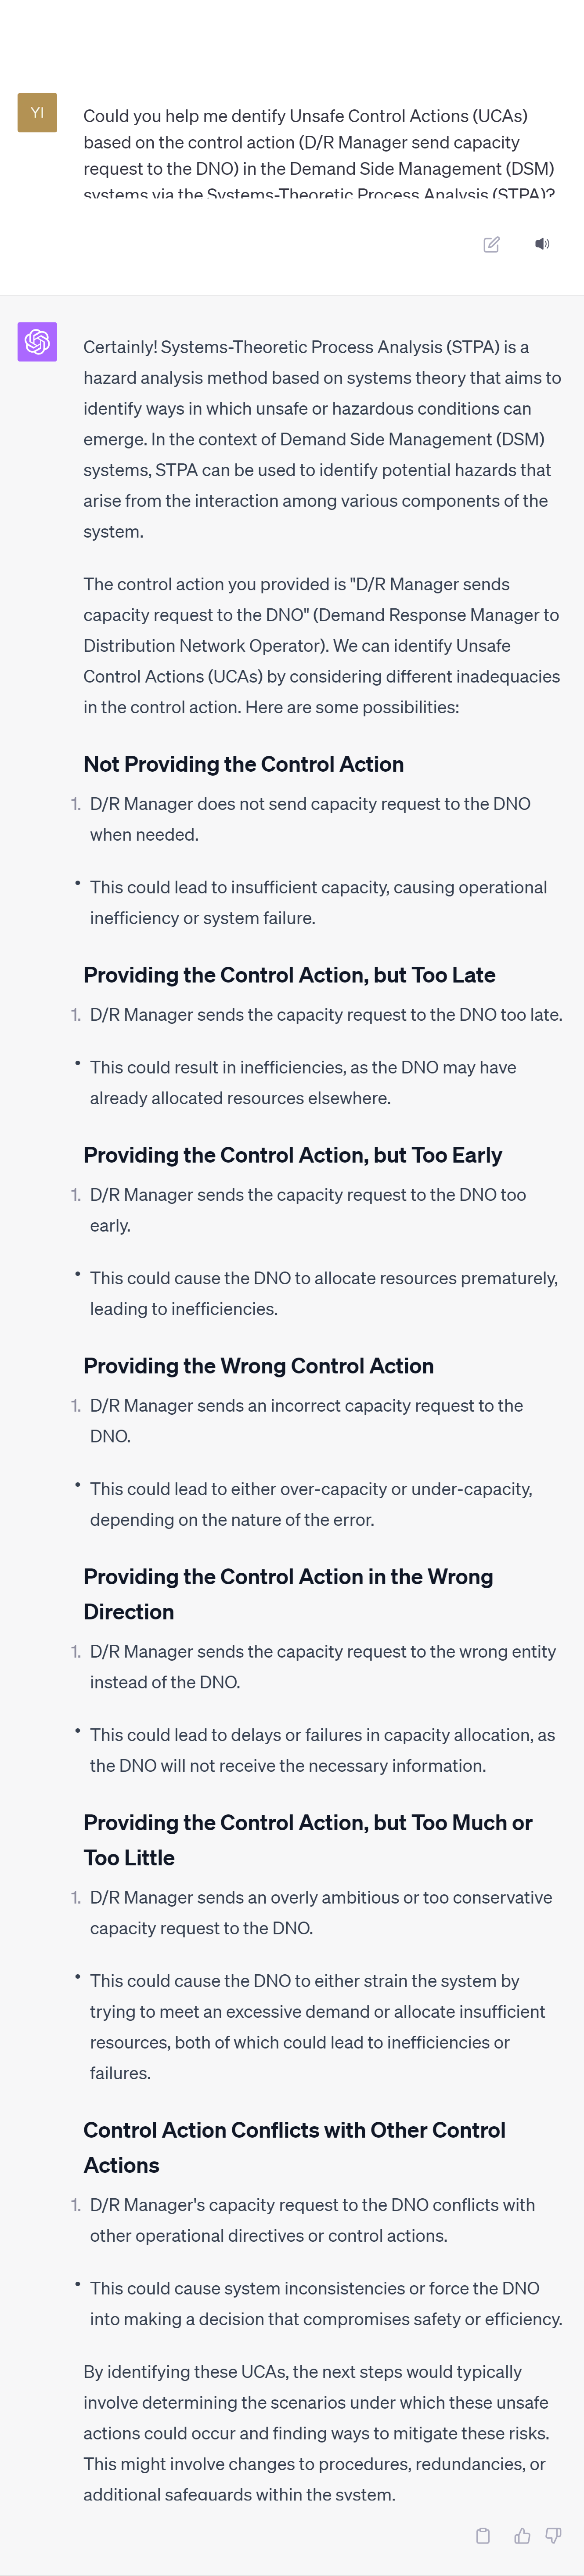 YI
Could you help me dentify Unsafe Control Actions (UCAs)
based on the control action (D/R Manager send capacity
request to the DNO) in the Demand Side Management (DSM)
systems via the Systems-Theoretic Process Analysis (STPA)?
Certainly! Systems-Theoretic Process Analysis (STPA) is a
hazard analysis method based on systems theory that aims to
identify ways in which unsafe or hazardous conditions can
emerge. In the context of Demand Side Management (DSM)
systems, STPA can be used to identify potential hazards that
arise from the interaction among various components of the
system.
The control action you provided is "D/R Manager sends
capacity request to the DNO" (Demand Response Manager to
Distribution Network Operator). We can identify Unsafe
Control Actions (UCAs) by considering different inadequacies
in the control action. Here are some possibilities:
Not Providing the Control Action
1. D/R Manager does not send capacity request to the DNO
when needed.
• This could lead to insufficient capacity, causing operational
inefficiency or system failure.
Providing the Control Action, but Too Late
1. D/R Manager sends the capacity request to the DNO too late.
• This could result in inefficiencies, as the DNO may have
already allocated resources elsewhere.
Providing the Control Action, but Too Early
1. D/R Manager sends the capacity request to the DNO too
early.
• This could cause the DNO to allocate resources prematurely,
leading to inefficiencies.
Providing the Wrong Control Action
1. D/R Manager sends an incorrect capacity request to the
DNO.
• This could lead to either over-capacity or under-capacity,
depending on the nature of the error.
Providing the Control Action in the Wrong
Direction
1. D/R Manager sends the capacity request to the wrong entity
instead of the DNO.
• This could lead to delays or failures in capacity allocation, as
the DNO will not receive the necessary information.
Providing the Control Action, but Too Much or
Too Little
1. D/R Manager sends an overly ambitious or too conservative
capacity request to the DNO.
• This could cause the DNO to either strain the system by
trying to meet an excessive demand or allocate insufficient
resources, both of which could lead to inefficiencies or
failures.
Control Action Conflicts with Other Control
Actions
1. D/R Manager's capacity request to the DNO conflicts with
other operational directives or control actions.
• This could cause system inconsistencies or force the DNO
into making a decision that compromises safety or efficiency.
By identifying these UCAs, the next steps would typically
involve determining the scenarios under which these unsafe
actions could occur and finding ways to mitigate these risks.
This might involve changes to procedures, redundancies, or
additional safeguards within the system.